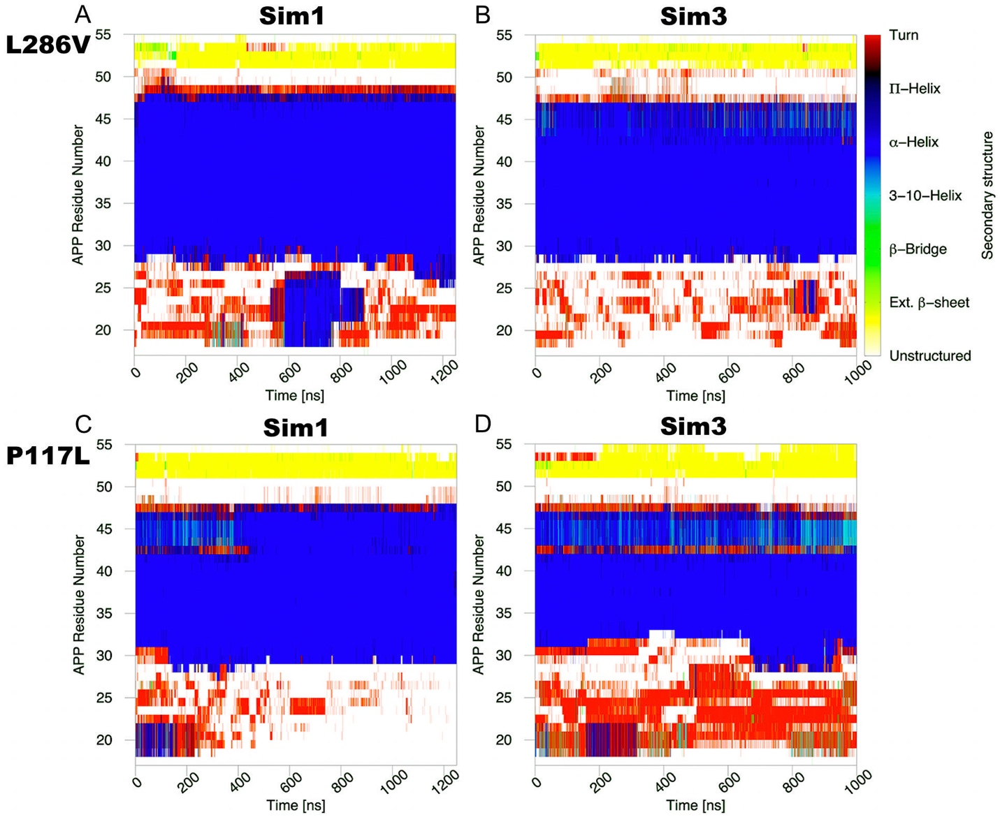 A
Sim1
B
Sim3
L286V
55
50
45
40
35
30
25
20
APP Residue Number
0
200
400
600
800
1000
1200
Time [ns]
55
50
45
40
35
30
25
20
APP Residue Number
0
200
400
600
800
1000
Time [ns]
Turn
Π−Helix
α−Helix
3−10−Helix
β−Bridge
Ext. β−sheet
Unstructured
Secondary structure
C
Sim1
D
Sim3
P117L
55
50
45
40
35
30
25
20
APP Residue Number
0
200
400
600
800
1000
1200
Time [ns]
55
50
45
40
35
30
25
20
APP Residue Number
0
200
400
600
800
1000
Time [ns]